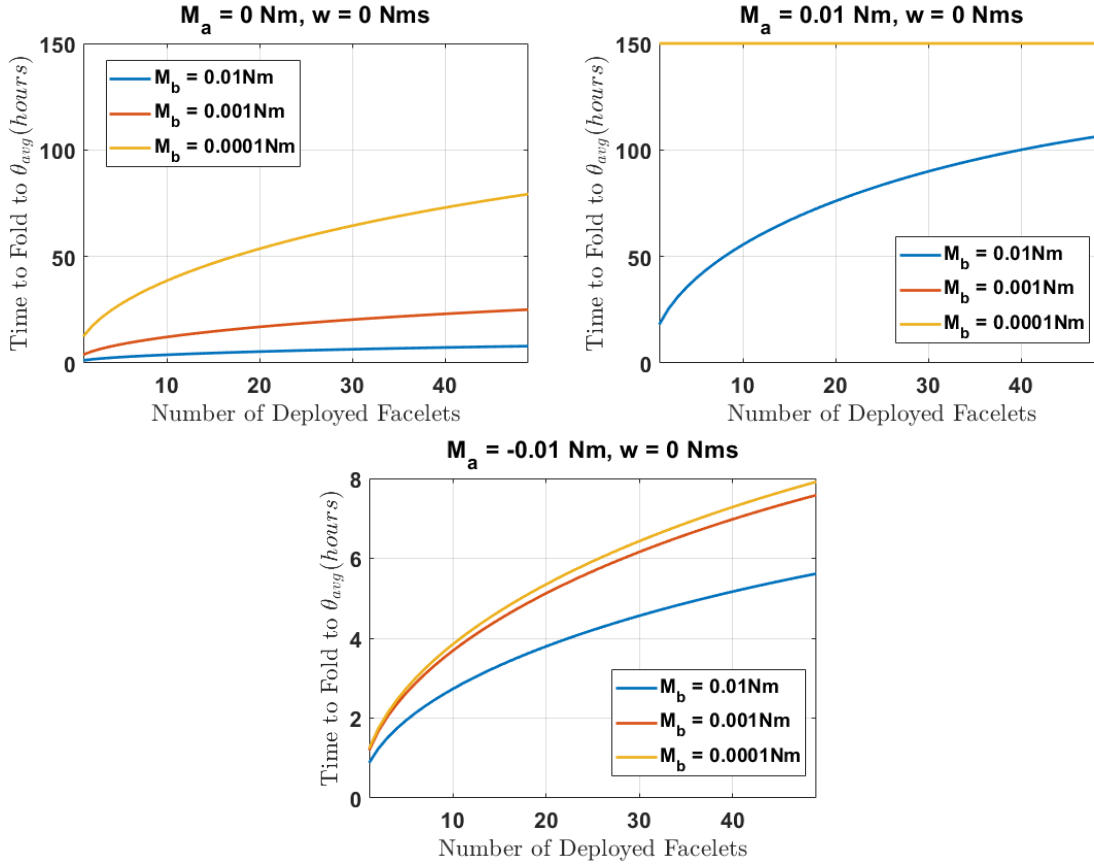 M_a = 0 Nm, w = 0 Nms
Time to Fold to θ_avg(hours)
150
100
50
0
M_b = 0.01Nm
M_b = 0.001Nm
M_b = 0.0001Nm
10 20 30 40
Number of Deployed Facelets
M_a = 0.01 Nm, w = 0 Nms
Time to Fold to θ_avg(hours)
150
100
50
0
M_b = 0.01Nm
M_b = 0.001Nm
M_b = 0.0001Nm
10 20 30 40
Number of Deployed Facelets
M_a = -0.01 Nm, w = 0 Nms
Time to Fold to θ_avg(hours)
8
6
4
2
0
M_b = 0.01Nm
M_b = 0.001Nm
M_b = 0.0001Nm
10 20 30 40
Number of Deployed Facelets